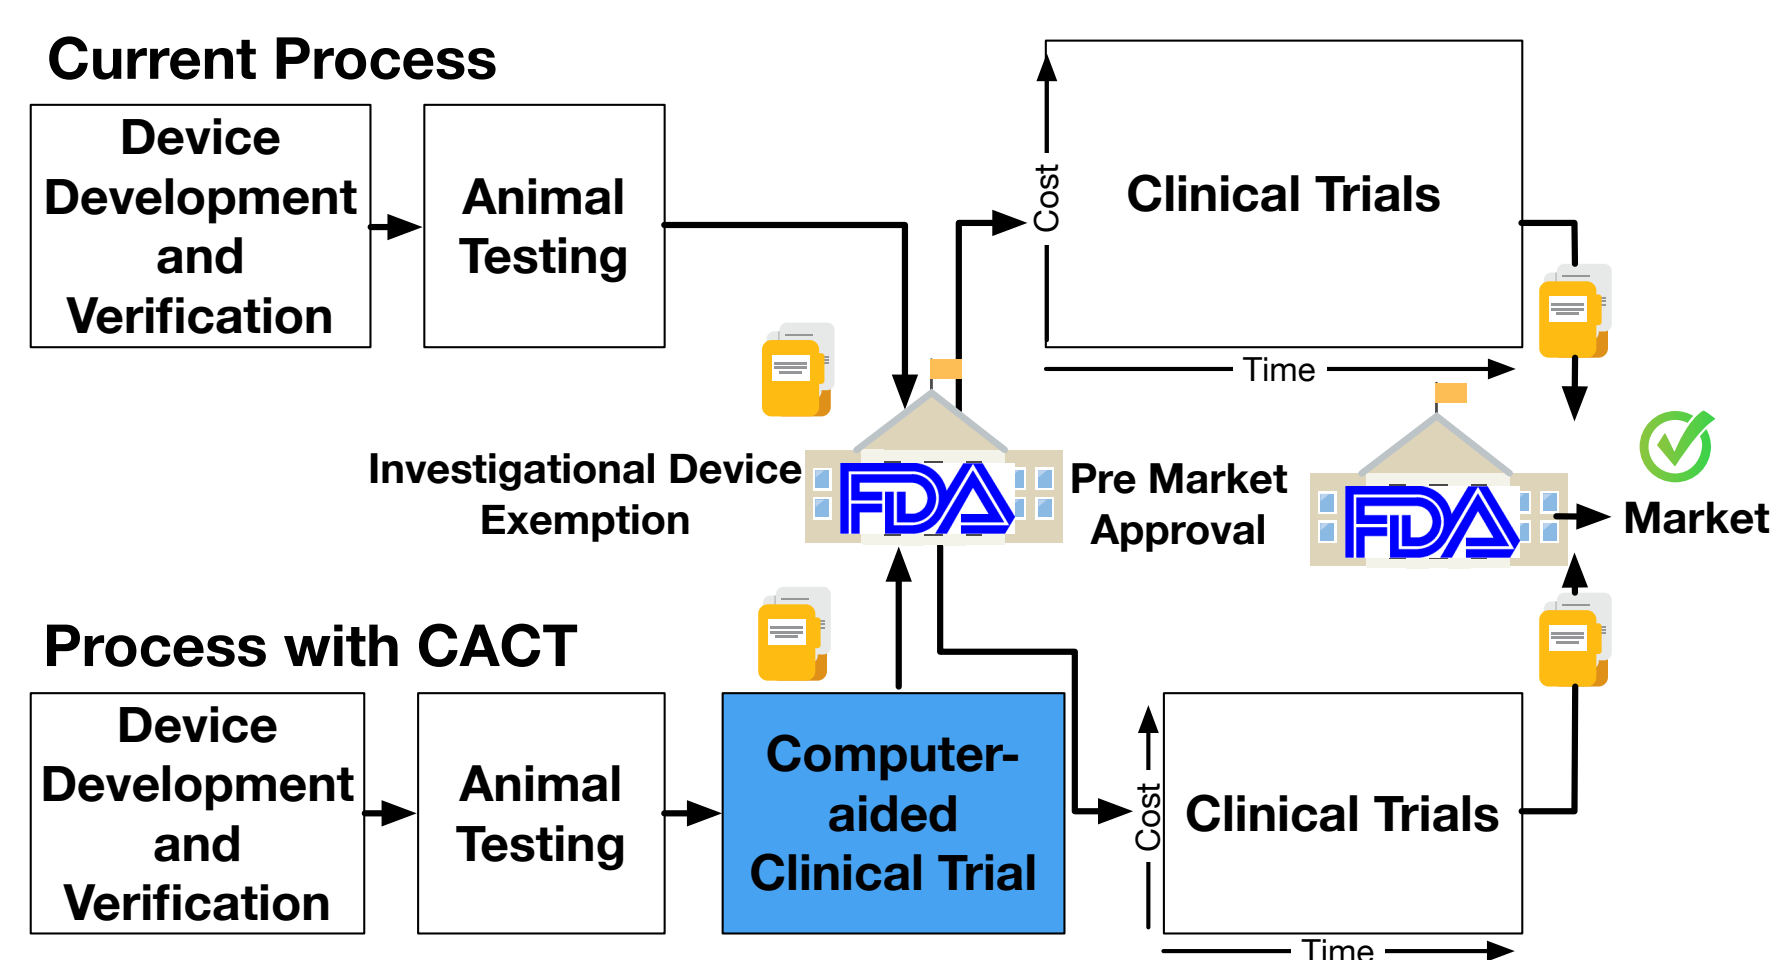 Current Process
Device
Development
and
Verification
Animal
Testing
Cost
Clinical Trials
Time
Investigational Device
Exemption
FDA
Pre Market
Approval
FDA
Market
Process with CACT
Device
Development
and
Verification
Animal
Testing
Computer-
aided
Clinical Trial
Cost
Clinical Trials
Time